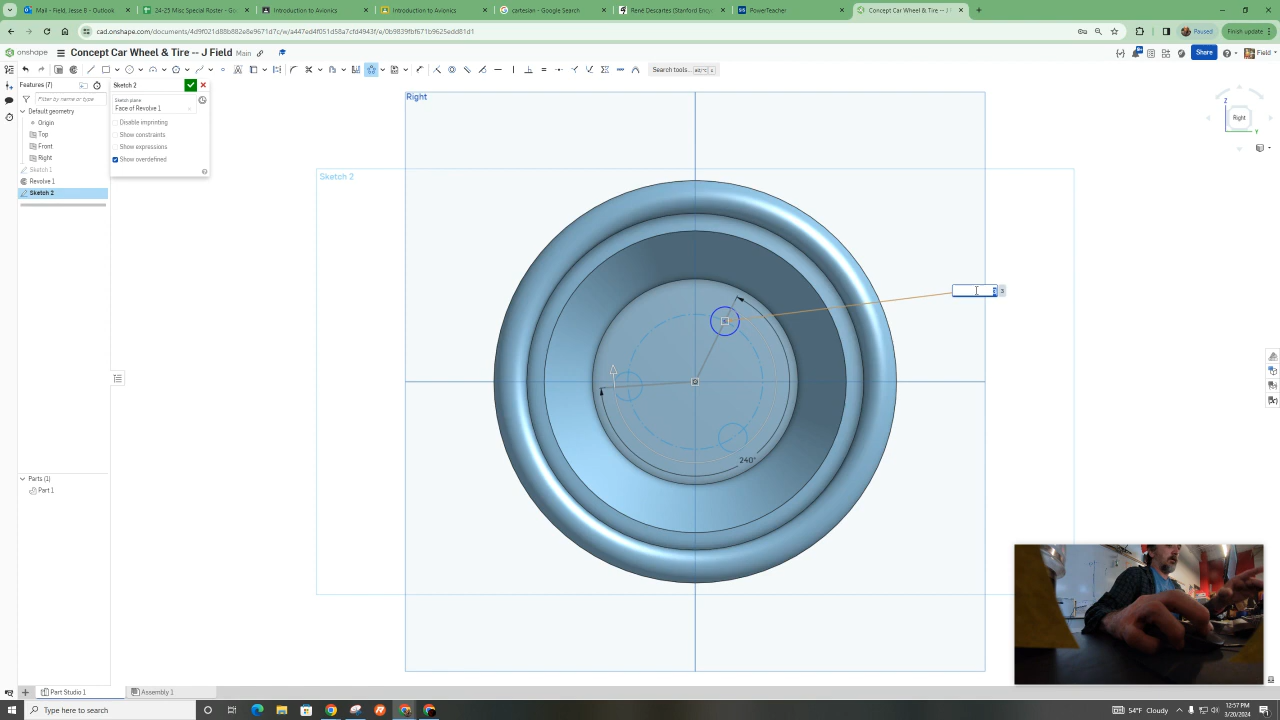 Mail - Field, Jesse B - Outlook
24-25 Misc Special Roster - Go
Introduction to Avionics
Introduction to Avionics
cartesian - Google Search
René Descartes (Stanford Ency
PowerTeacher
Concept Car Wheel & Tire -- J F
cad.onshape.com/documents/4d9f021d88b882e8e9671d7c/w/a447ed4f051d58a7cfd4943f/e/0b9839fbf671b9625edd81d1
Paused
Finish update
onshape
Concept Car Wheel & Tire -- J Field
Main
Share
Field
Search tools...
alt/⌥ c
Features (7)
Filter by name or type
Default geometry
Origin
Top
Front
Right
Sketch 1
Revolve 1
Sketch 2
Sketch 2
Sketch plane
Face of Revolve 1
Disable imprinting
Show constraints
Show expressions
Show overdefined
Right
Sketch 2
3
240°
Z
Right
Y
Parts (1)
Part 1
Part Studio 1
Assembly 1
Type here to search
54°F Cloudy
12:57 PM
3/20/2024